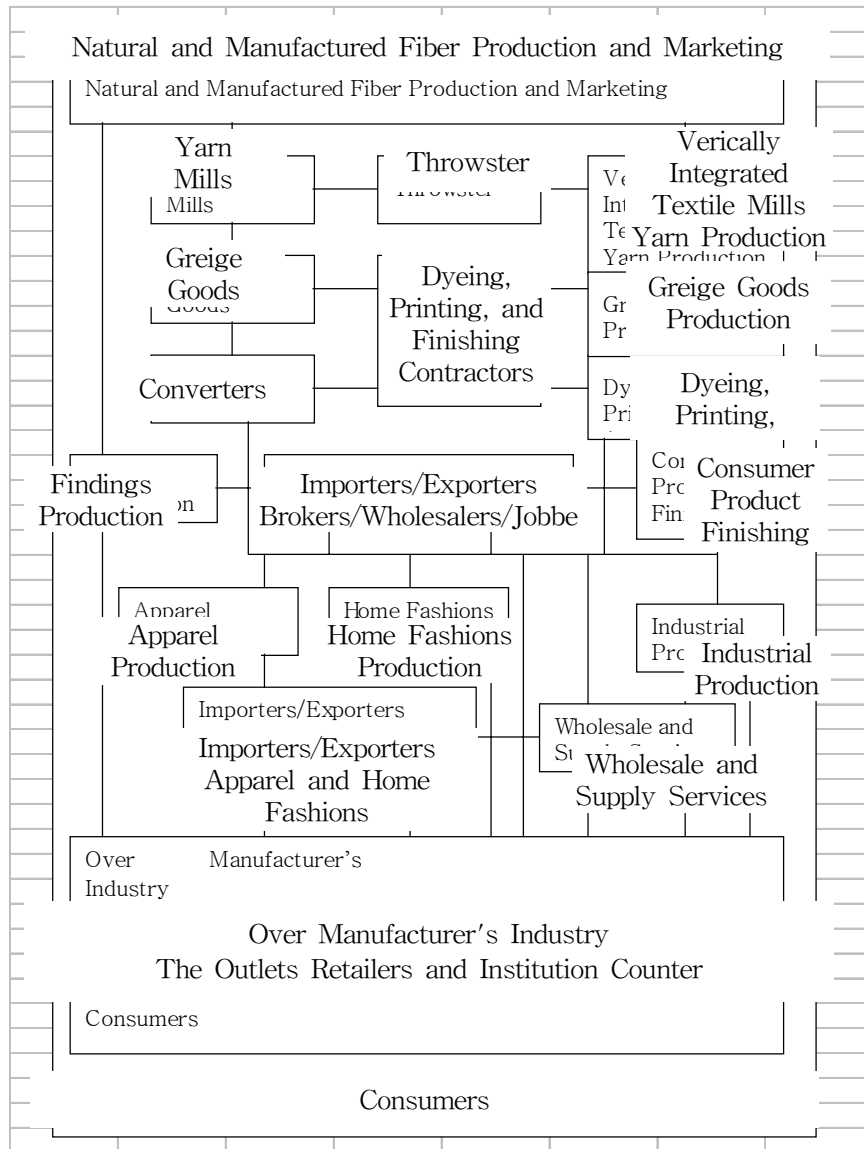 Natural and Manufactured Fiber Production and Marketing
Natural and Manufactured Fiber Production and Marketing
Yarn
Mills
Mills
Throwster
Throwster
Verically
Integrated
Textile Mills
Yarn Production
Yarn Production
Greige
Goods
Goods
Dyeing,
Printing, and
Finishing
Contractors
Greige Goods
Production
Converters
Dyeing,
Printing,
Findings
Production
Importers/Exporters
Brokers/Wholesalers/Jobbe
Consumer
Product
Finishing
Apparel
Apparel
Production
Home Fashions
Home Fashions
Production
Industrial
Industrial
Production
Importers/Exporters
Importers/Exporters
Apparel and Home
Fashions
Wholesale and
Wholesale and
Supply Services
Over Manufacturer's
Industry
Over Manufacturer's Industry
The Outlets Retailers and Institution Counter
Consumers
Consumers